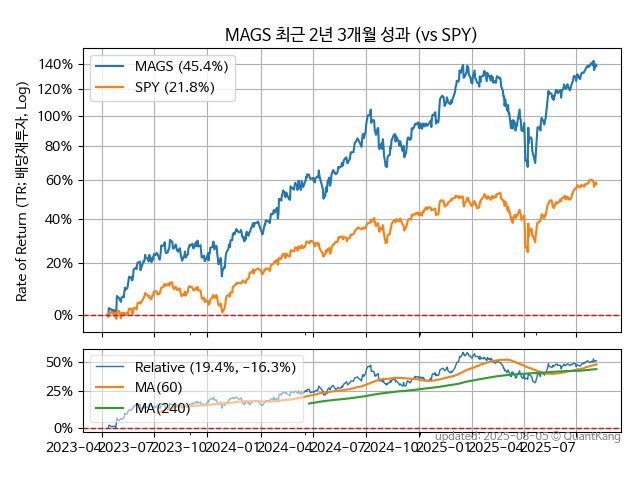 MAGS 최근 2년 3개월 성과 (vs SPY)
Rate of Return (TR: 배당재투자, Log)
140%
120%
100%
80%
60%
40%
20%
0%
MAGS (45.4%)
SPY (21.8%)
50%
25%
0%
Relative (19.4%, −16.3%)
MA(60)
MA(240)
2023-04 2023-07 2023-10 2024-01 2024-04 2024-07 2024-10 2025-01 2025-04 2025-07
updated: 2025-08-05 © QuantKang